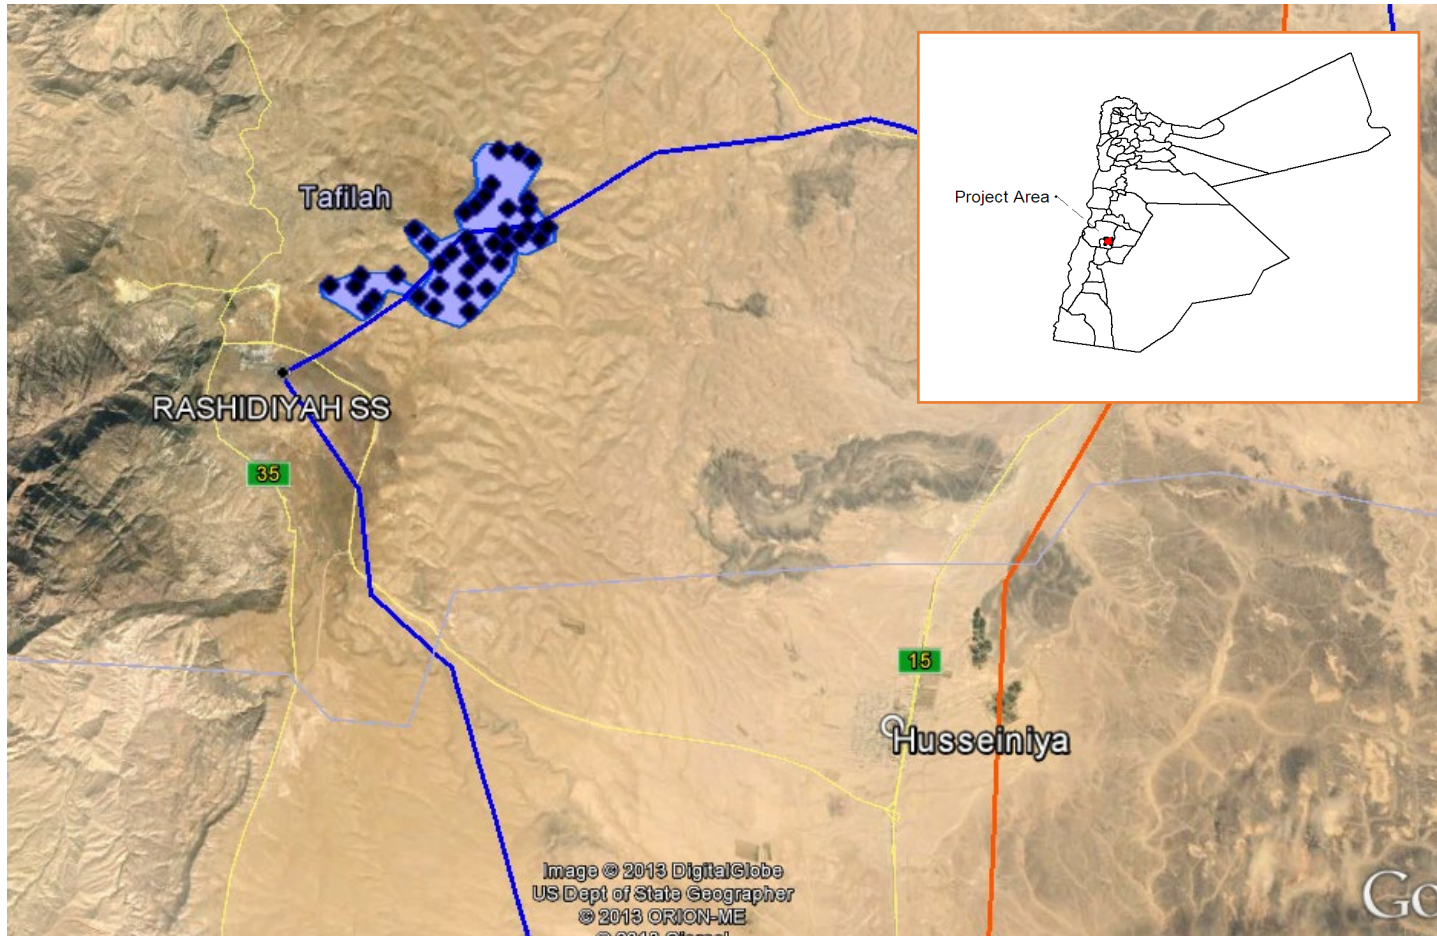 Project Area
Tafilah
RASHIDIYAH SS
35
15
Husseiniya
Image © 2013 DigitalGlobe
US Dept of State Geographer
© 2013 ORION-ME
Go